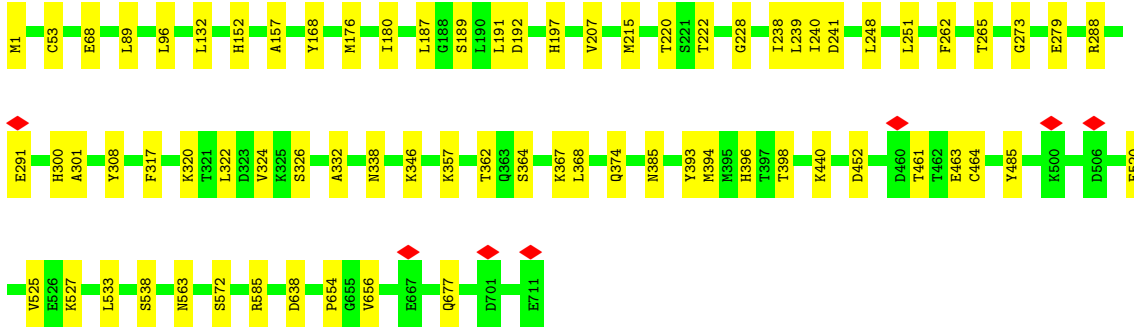 M1 C53 E68 L89 L96 L132 H152 A157 Y168 M176 I180 L187 G188 S189 L190 L191 D192 H197 V207 M215 T220 S221 T222 G228 I238 L239 I240 D241 L248 L251 F262 T265 G273 E279 R288
E291 H300 A301 Y308 F317 K320 T321 L322 D323 V324 K325 S326 A332 N338 K346 K357 T362 Q363 S364 K367 L368 Q374 N385 Y393 M394 M395 H396 T397 T398 K440 D452 D460 T461 T462 E463 C464 Y485 K500 D506
V525 E526 K527 L533 S538 N563 S572 R585 D638 P654 G655 V656 E667 Q677 D701 E711